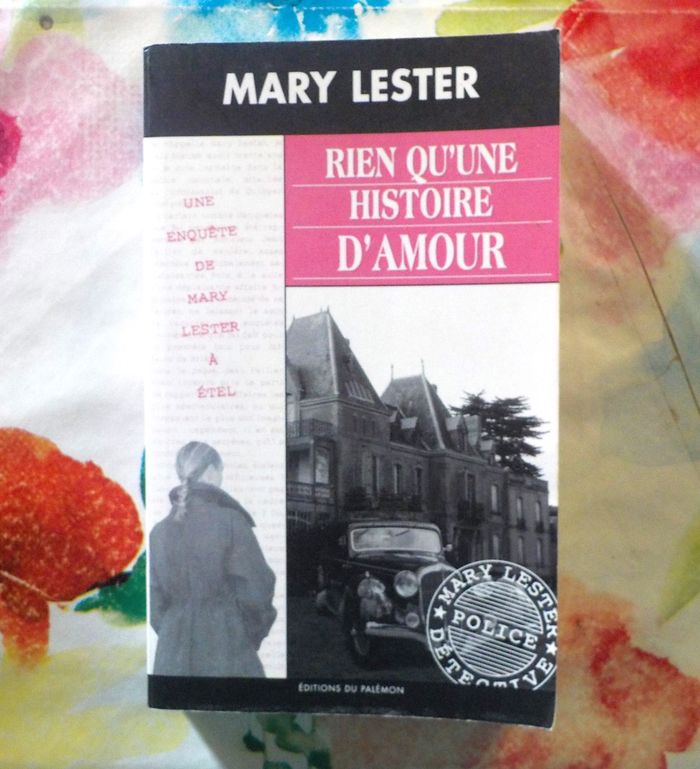 MARY LESTER
RIEN QU'UNE
HISTOIRE
D'AMOUR
UNE
ENQUÊTE
DE
MARY
LESTER
À
ÉTEL
★ MARY LESTER ★
POLICE
DÉTECTIVE
ÉDITIONS DU PALÉMON